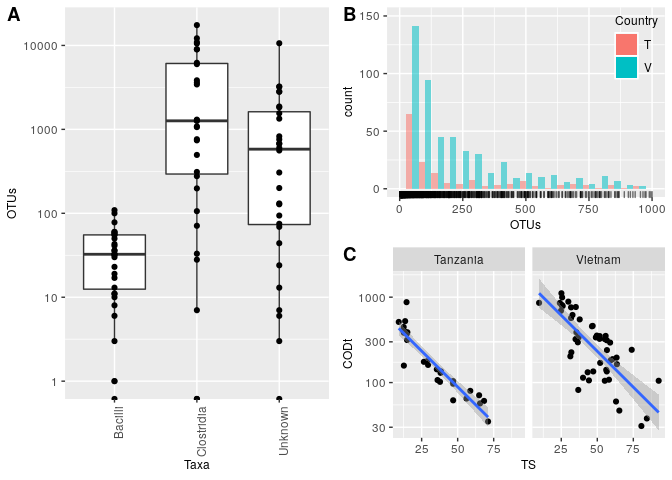 A
10000
1000
100
10
1
OTUs
Bacilli
Clostridia
Unknown
Taxa
B
150
100
50
0
count
Country
T
V
0
250
500
750
1000
OTUs
C
Tanzania
Vietnam
1000
300
100
30
CODt
25
50
75
25
50
75
TS